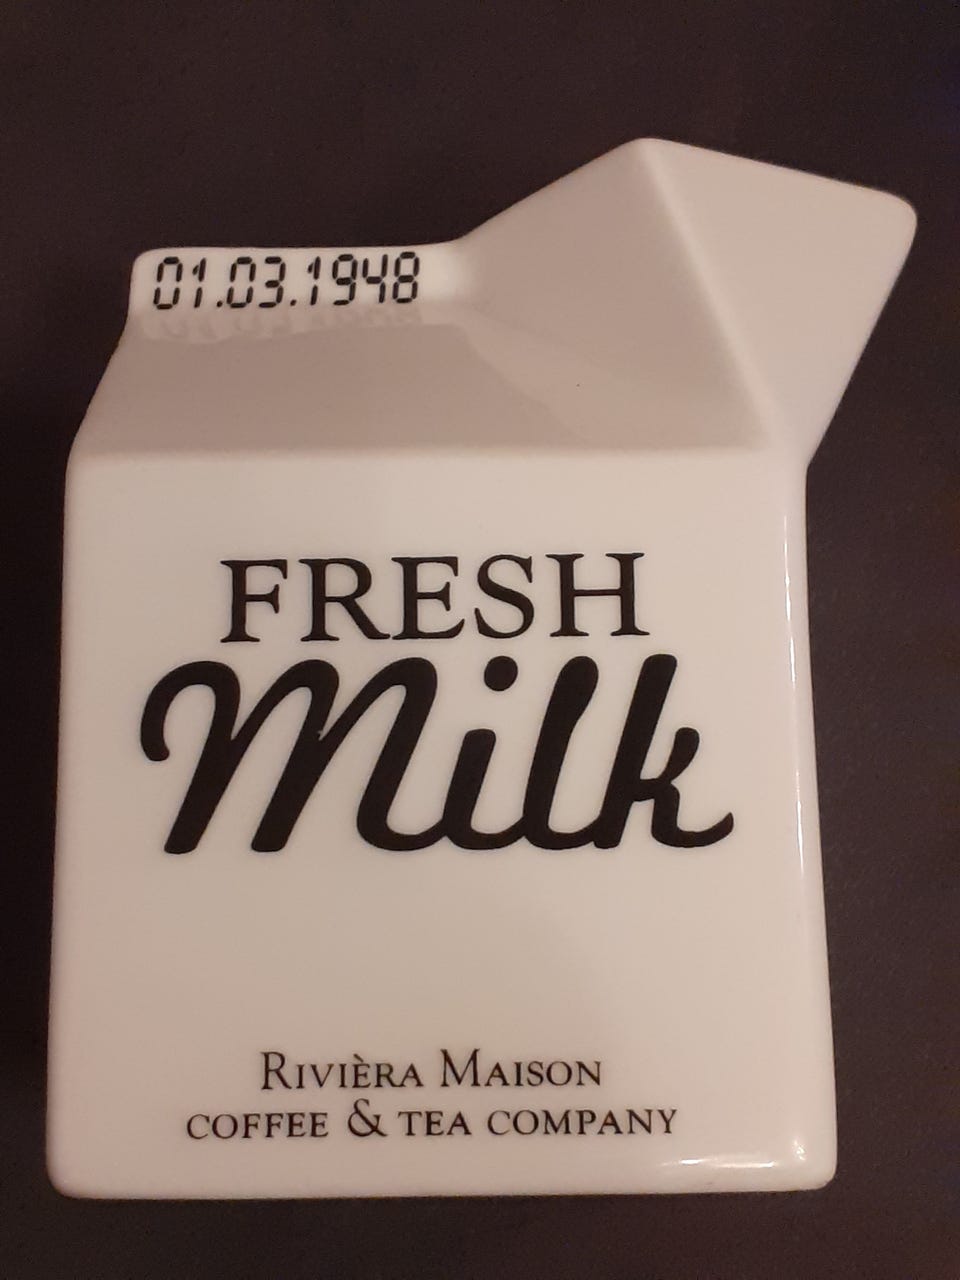 01.03.1948
FRESH
Milk
RIVIÈRA MAISON
COFFEE & TEA COMPANY